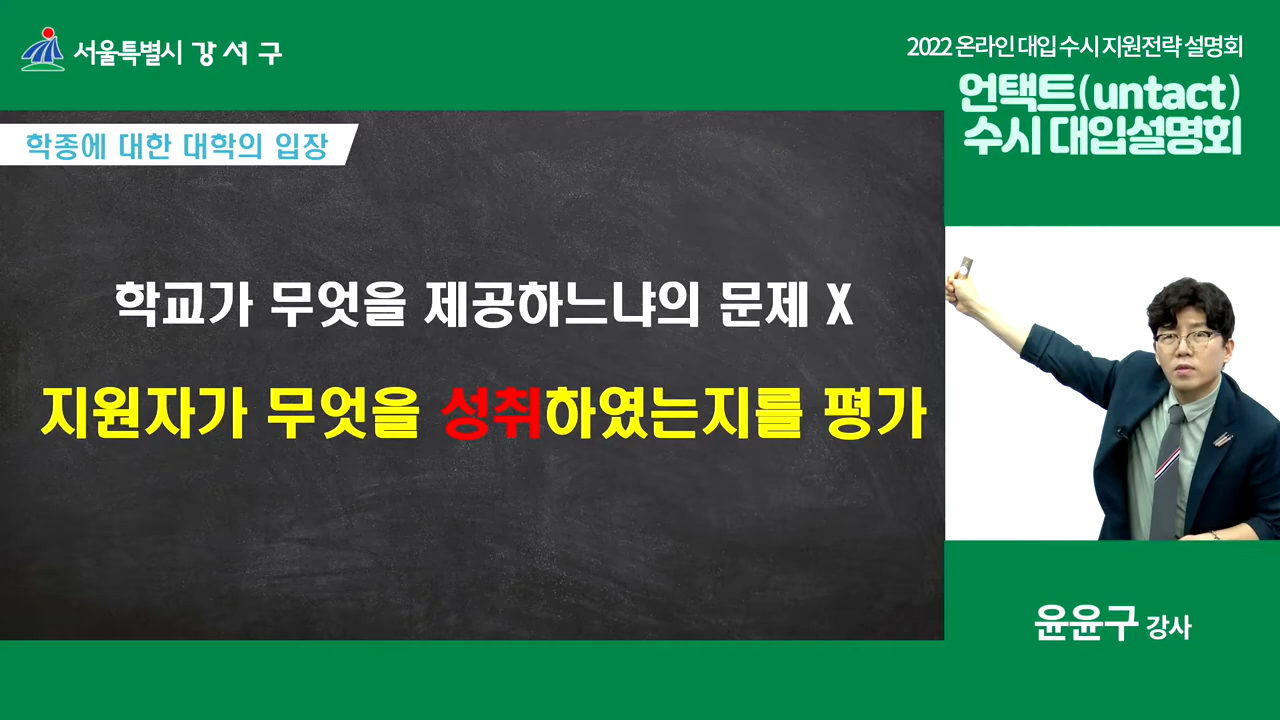 서울특별시 강서구
2022 온라인 대입 수시 지원전략 설명회
언택트(untact)
수시 대입설명회
학종에 대한 대학의 입장
학교가 무엇을 제공하느냐의 문제 X
지원자가 무엇을 성취하였는지를 평가
윤윤구 강사